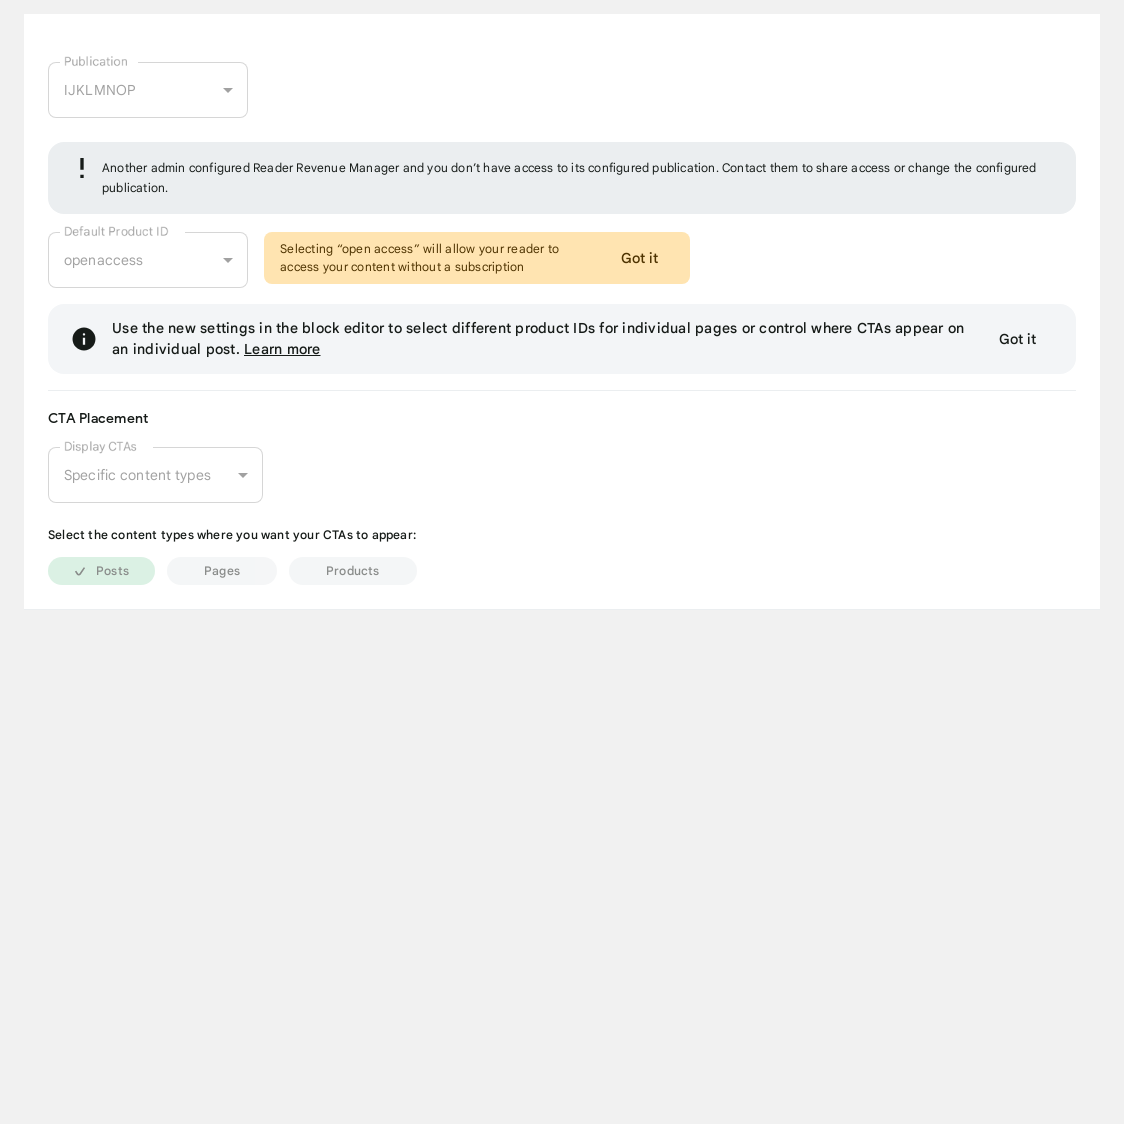 Publication
IJKLMNOP
Another admin configured Reader Revenue Manager and you don’t have access to its configured publication. Contact them to share access or change the configured
publication.
Default Product ID
openaccess
Selecting “open access” will allow your reader to
access your content without a subscription
Got it
Use the new settings in the block editor to select different product IDs for individual pages or control where CTAs appear on
an individual post. Learn more
Got it
CTA Placement
Display CTAs
Specific content types
Select the content types where you want your CTAs to appear:
Posts
Pages
Products